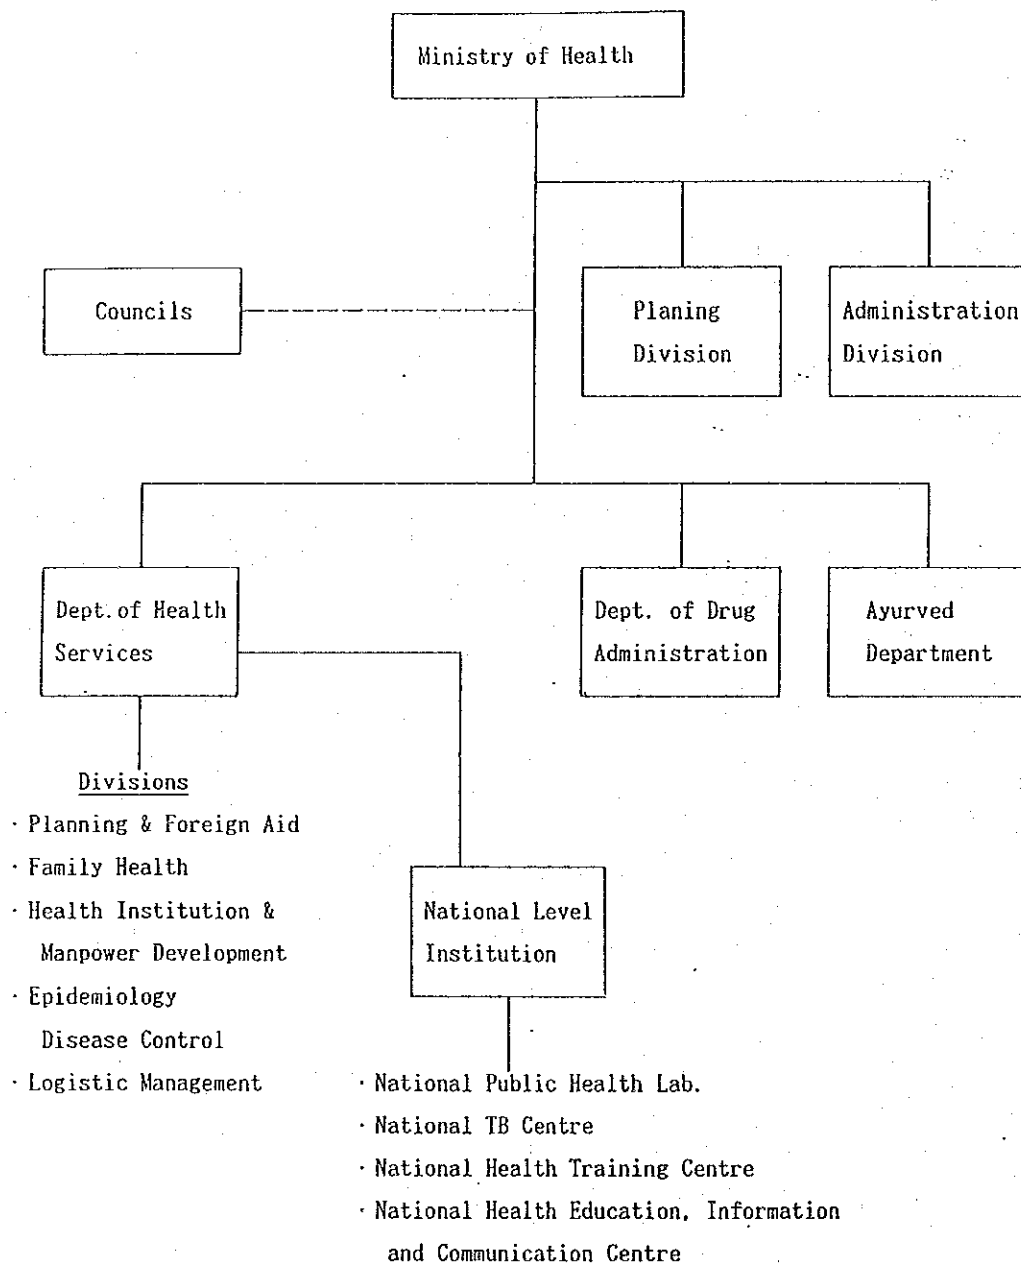 Ministry of Health
Councils
Planing
Division
Administration
Division
Dept.of Health
Services
Dept. of Drug
Administration
Ayurved
Department
Divisions
· Planning & Foreign Aid
· Family Health
· Health Institution &
Manpower Development
· Epidemiology
Disease Control
· Logistic Management
National Level
Institution
· National Public Health Lab.
· National TB Centre
· National Health Training Centre
· National Health Education, Information
and Communication Centre